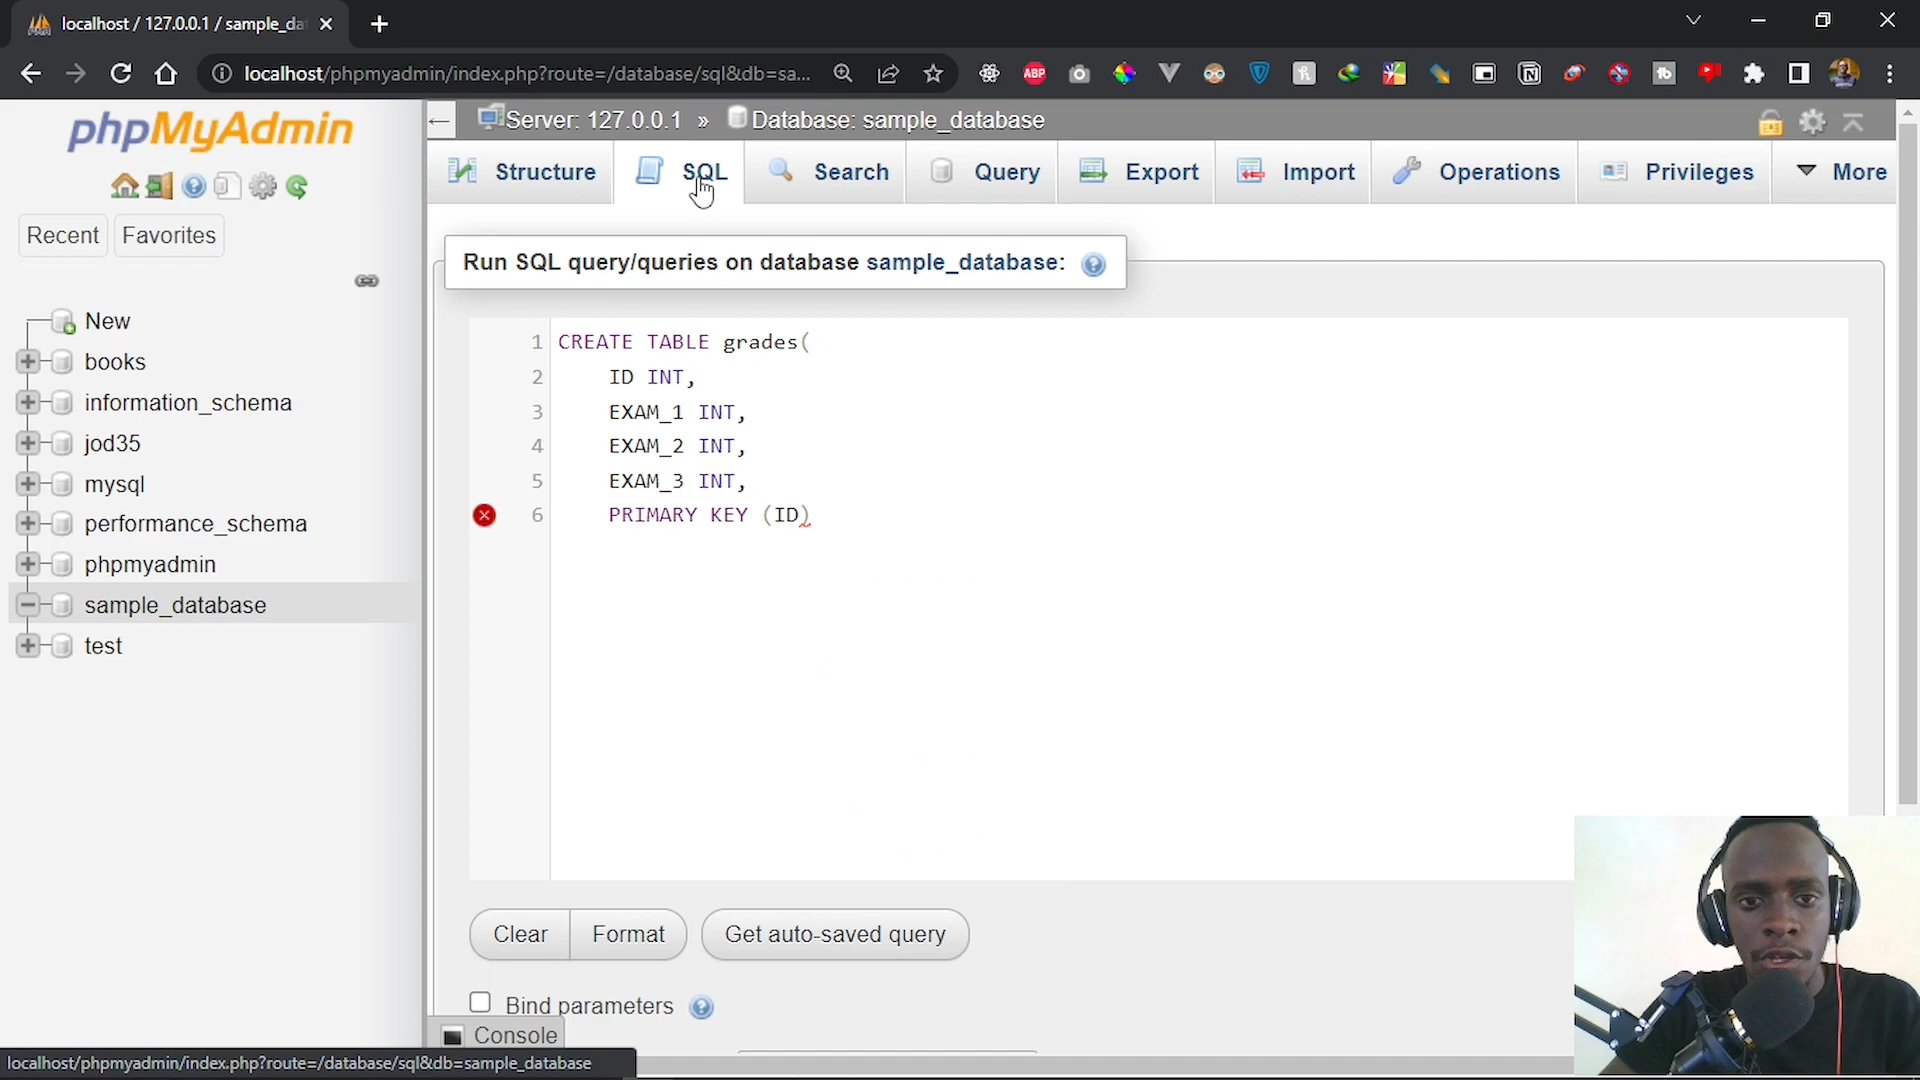 localhost / 127.0.0.1 / sample_da
localhost/phpmyadmin/index.php?route=/database/sql&db=sa...
ABP
phpMyAdmin
Server: 127.0.0.1 » Database: sample_database
Structure
SQL
Search
Query
Export
Import
Operations
Privileges
More
Recent
Favorites
New
books
information_schema
jod35
mysql
performance_schema
phpmyadmin
sample_database
test
Run SQL query/queries on database sample_database:
1 CREATE TABLE grades(
2 ID INT,
3 EXAM_1 INT,
4 EXAM_2 INT,
5 EXAM_3 INT,
6 PRIMARY KEY (ID)
Clear
Format
Get auto-saved query
Bind parameters
Console
localhost/phpmyadmin/index.php?route=/database/sql&db=sample_database